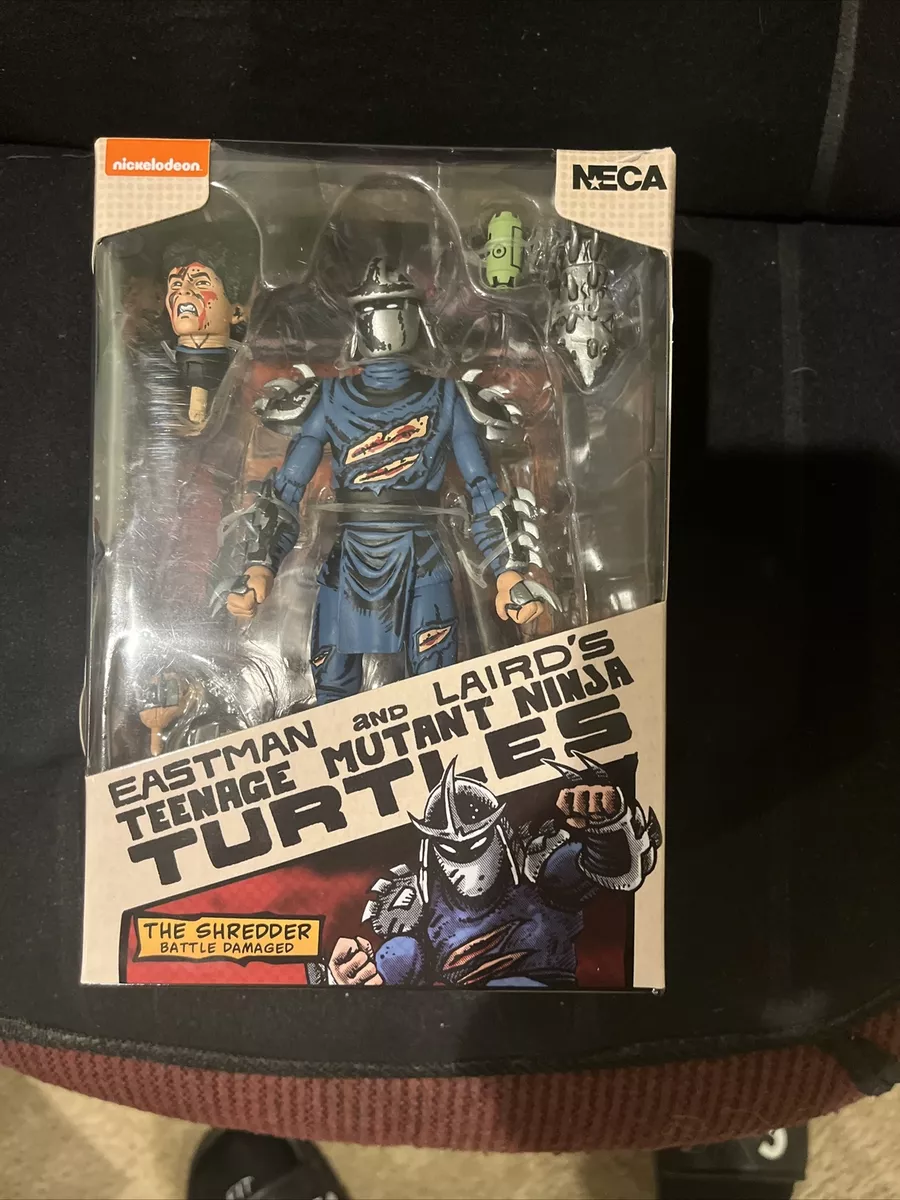 nickelodeon
NECA
EASTMAN AND LAIRD'S
TEENAGE MUTANT NINJA
TURTLES
THE SHREDDER
BATTLE DAMAGED